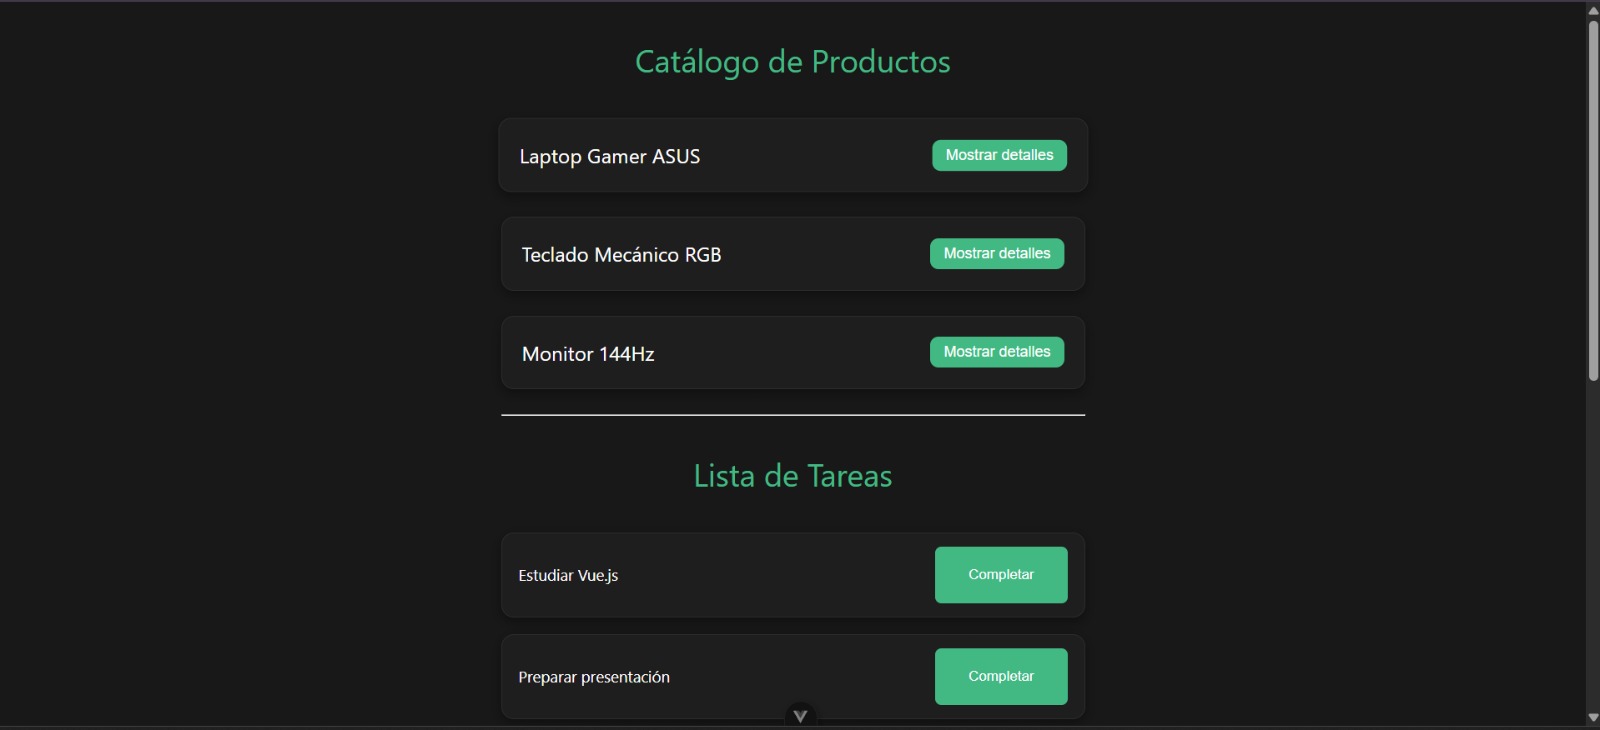 Catálogo de Productos
Laptop Gamer ASUS
Mostrar detalles
Teclado Mecánico RGB
Mostrar detalles
Monitor 144Hz
Mostrar detalles
Lista de Tareas
Estudiar Vue.js
Completar
Preparar presentación
Completar